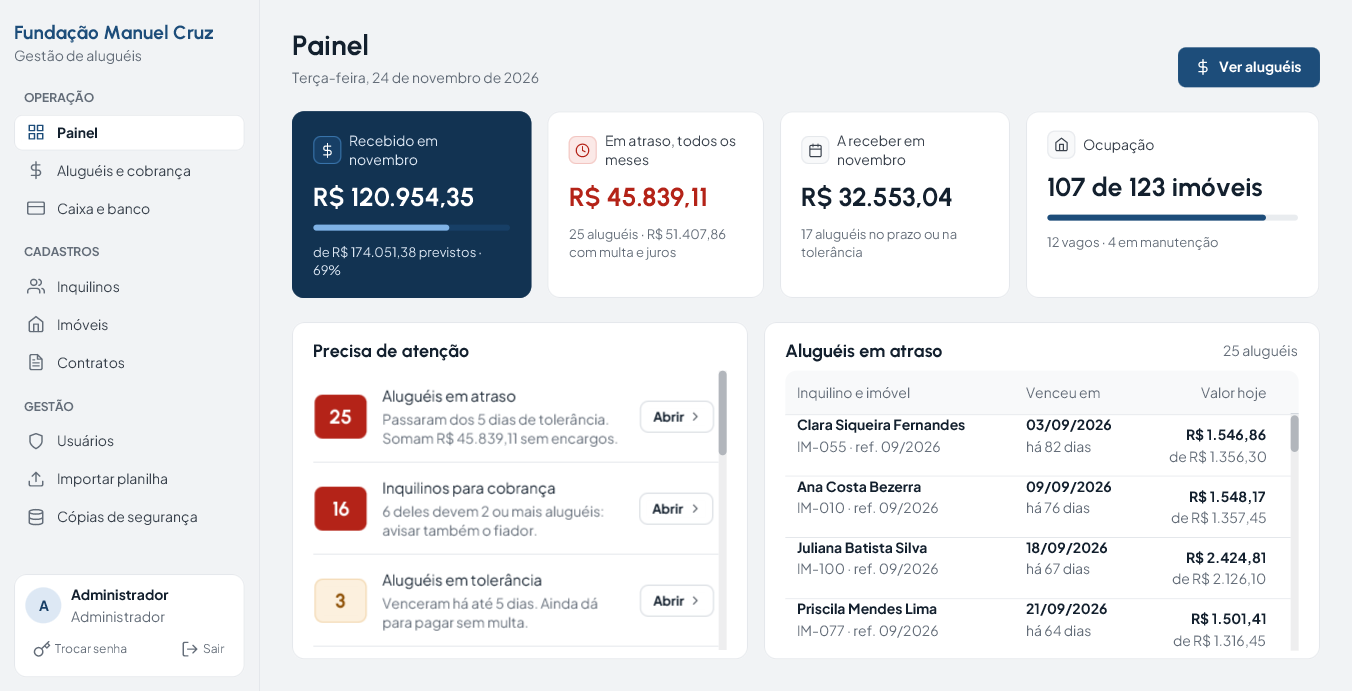 Fundação Manuel Cruz
Gestão de aluguéis
OPERAÇÃO
Painel
Aluguéis e cobrança
Caixa e banco
CADASTROS
Inquilinos
Imóveis
Contratos
GESTÃO
Usuários
Importar planilha
Cópias de segurança
A
Administrador
Administrador
Trocar senha
Sair
Painel
Terça-feira, 24 de novembro de 2026
Ver aluguéis
Recebido em
novembro
R$ 120.954,35
de R$ 174.051,38 previstos ·
69%
Em atraso, todos os
meses
R$ 45.839,11
25 aluguéis · R$ 51.407,86
com multa e juros
A receber em
novembro
R$ 32.553,04
17 aluguéis no prazo ou na
tolerância
Ocupação
107 de 123 imóveis
12 vagos · 4 em manutenção
Precisa de atenção
25
Aluguéis em atraso
Passaram dos 5 dias de tolerância.
Somam R$ 45.839,11 sem encargos.
Abrir
16
Inquilinos para cobrança
6 deles devem 2 ou mais aluguéis:
avisar também o fiador.
Abrir
3
Aluguéis em tolerância
Venceram há até 5 dias. Ainda dá
para pagar sem multa.
Abrir
Aluguéis em atraso
25 aluguéis
Inquilino e imóvel Venceu em Valor hoje
Clara Siqueira Fernandes 03/09/2026 R$ 1.546,86
IM-055 · ref. 09/2026 há 82 dias de R$ 1.356,30
Ana Costa Bezerra 09/09/2026 R$ 1.548,17
IM-010 · ref. 09/2026 há 76 dias de R$ 1.357,45
Juliana Batista Silva 18/09/2026 R$ 2.424,81
IM-100 · ref. 09/2026 há 67 dias de R$ 2.126,10
Priscila Mendes Lima 21/09/2026 R$ 1.501,41
IM-077 · ref. 09/2026 há 64 dias de R$ 1.316,45